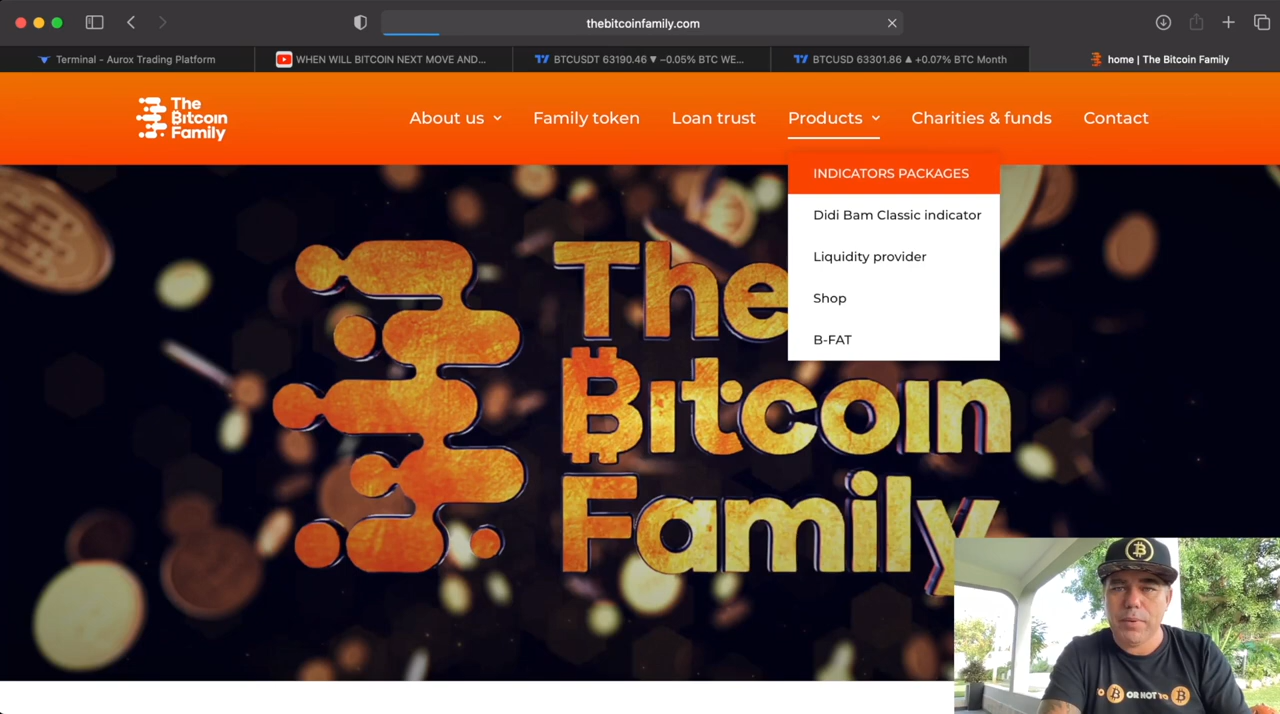 thebitcoinfamily.com
Terminal – Aurox Trading Platform
WHEN WILL BITCOIN NEXT MOVE AND...
BTCUSDT 63190.46 ▼ −0.05% BTC WE...
BTCUSD 63301.86 ▲ +0.07% BTC Month
home | The Bitcoin Family
The
Bitcoin
Family
About us
Family token
Loan trust
Products
Charities & funds
Contact
INDICATORS PACKAGES
Didi Bam Classic indicator
Liquidity provider
Shop
B-FAT
The
Bitcoin
Family
OR NOT TO